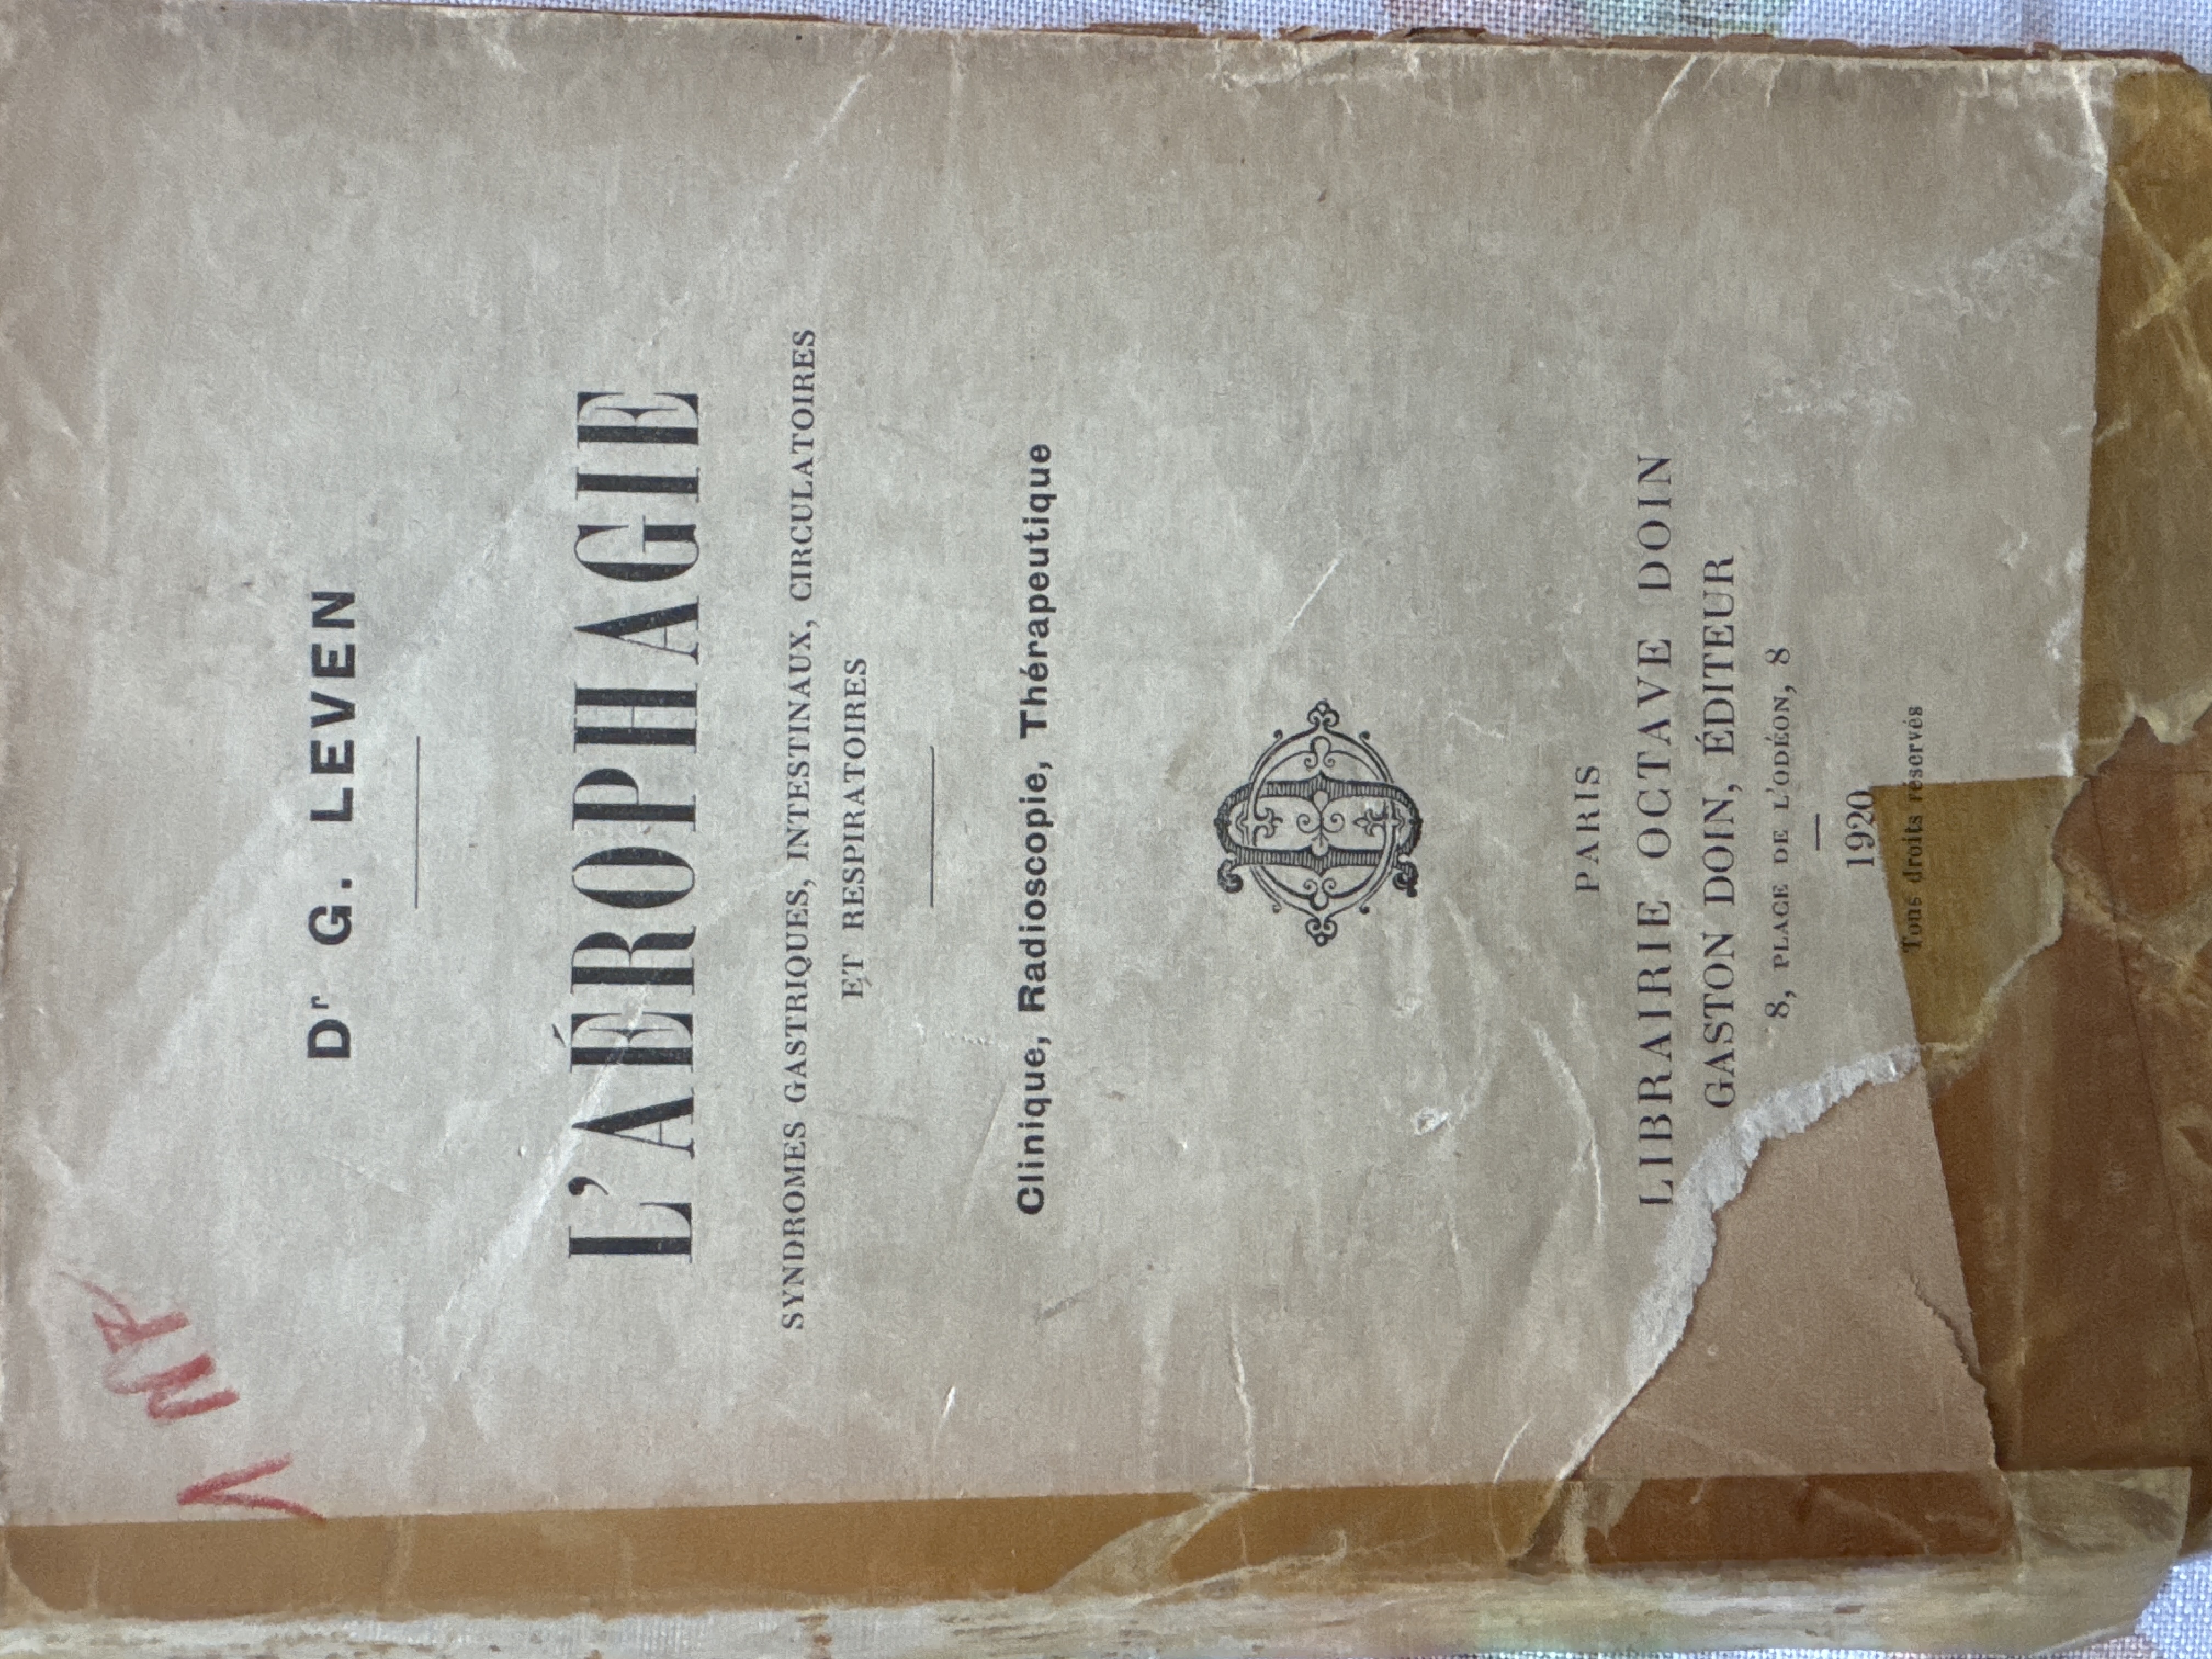 Dr G. LEVEN
L'AÉROPHAGIE
SYNDROMES GASTRIQUES, INTESTINAUX, CIRCULATOIRES
ET RESPIRATOIRES
Clinique, Radioscopie, Thérapeutique
PARIS
LIBRAIRIE OCTAVE DOIN
GASTON DOIN, ÉDITEUR
8, PLACE DE L'ODÉON, 8
1920
Tous droits réservés